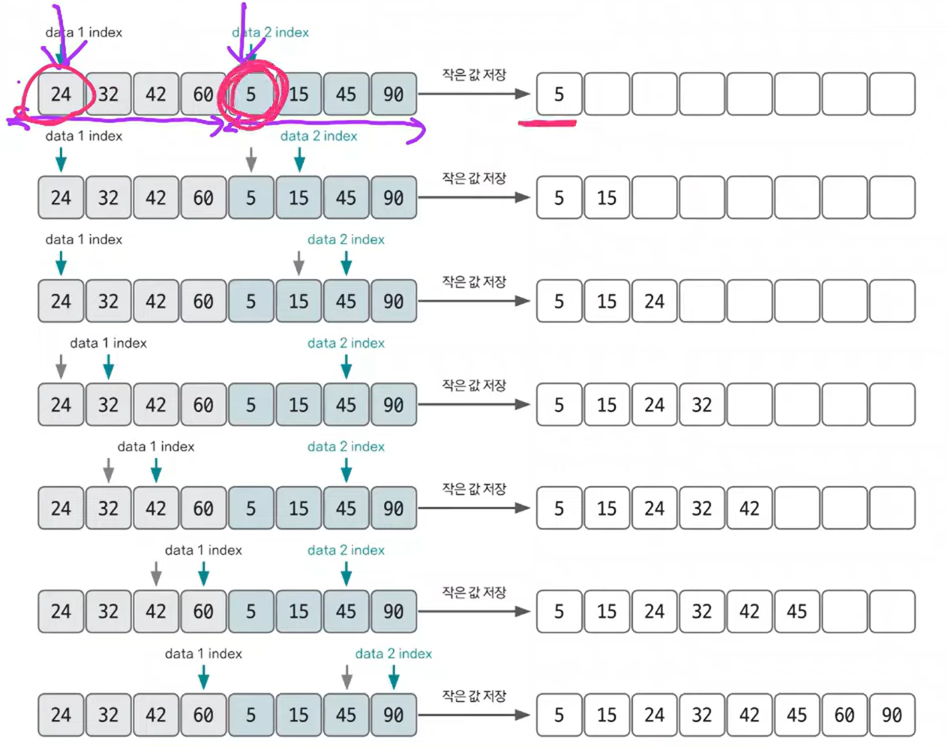 data 1 index data 2 index
24 32 42 60 5 15 45 90 작은 값 저장 5
data 1 index data 2 index
24 32 42 60 5 15 45 90 작은 값 저장 5 15
data 1 index data 2 index
24 32 42 60 5 15 45 90 작은 값 저장 5 15 24
data 1 index data 2 index
24 32 42 60 5 15 45 90 작은 값 저장 5 15 24 32
data 1 index data 2 index
24 32 42 60 5 15 45 90 작은 값 저장 5 15 24 32 42
data 1 index data 2 index
24 32 42 60 5 15 45 90 작은 값 저장 5 15 24 32 42 45
data 1 index data 2 index
24 32 42 60 5 15 45 90 작은 값 저장 5 15 24 32 42 45 60 90